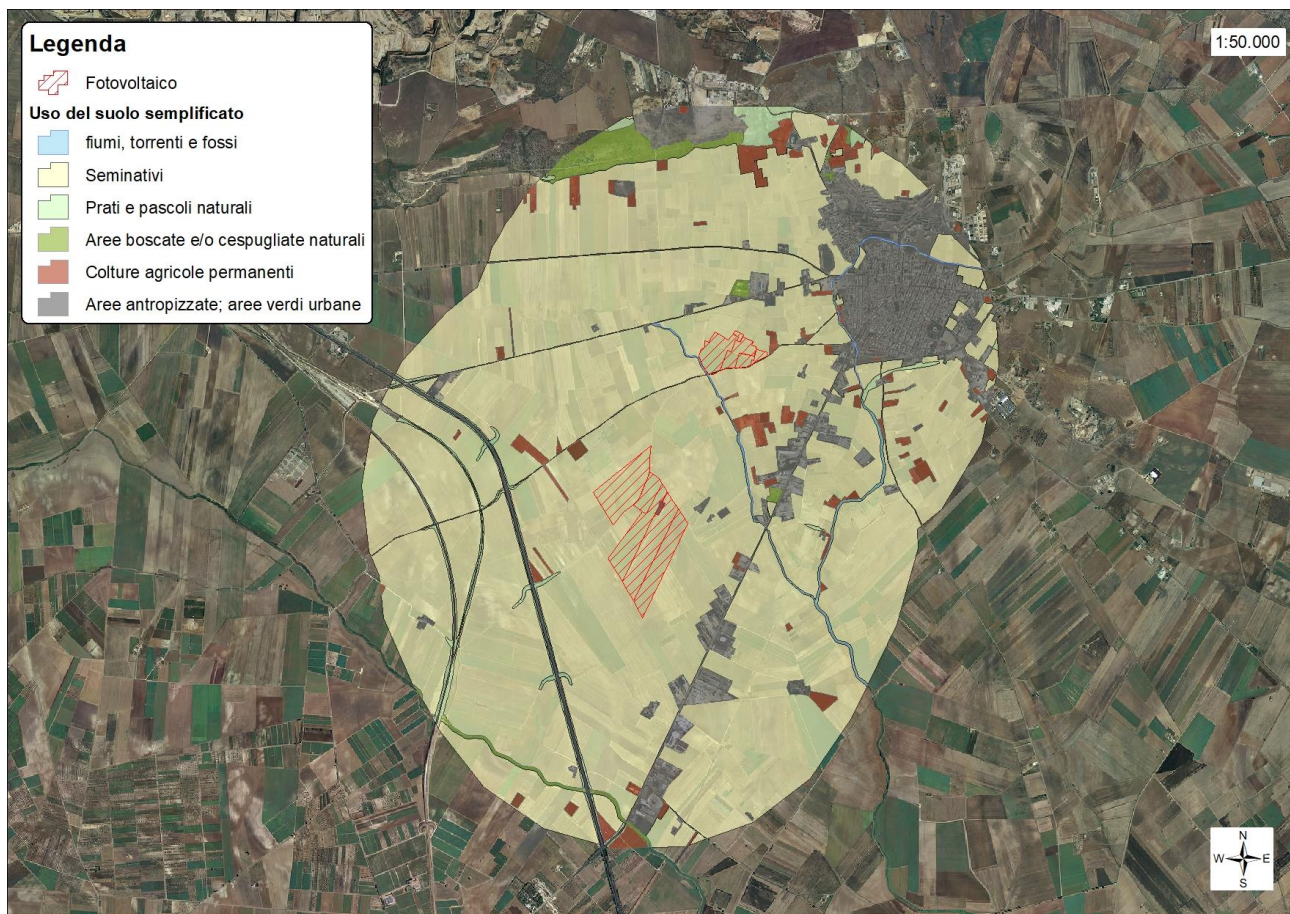 Legenda
Fotovoltaico
Uso del suolo semplificato
fiumi, torrenti e fossi
Seminativi
Prati e pascoli naturali
Aree boscate e/o cespugliate naturali
Colture agricole permanenti
Aree antropizzate; aree verdi urbane
1:50.000
N
W E
S